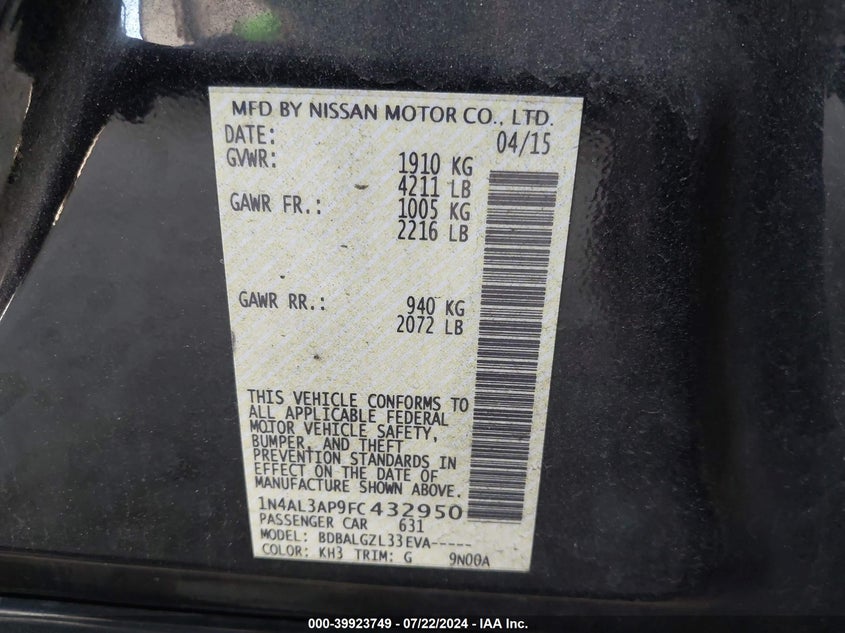 MFD BY NISSAN MOTOR CO., LTD.
DATE: 04/15
GVWR: 1910 KG
4211 LB
GAWR FR.: 1005 KG
2216 LB
GAWR RR.: 940 KG
2072 LB
THIS VEHICLE CONFORMS TO
ALL APPLICABLE FEDERAL
MOTOR VEHICLE SAFETY,
BUMPER, AND THEFT
PREVENTION STANDARDS IN
EFFECT ON THE DATE OF
MANUFACTURE SHOWN ABOVE.
1N4AL3AP9FC432950
PASSENGER CAR 631
MODEL: BDBALGZL33EVA-----
COLOR: KH3 TRIM: G 9N00A
000-39923749 - 07/22/2024 - IAA Inc.